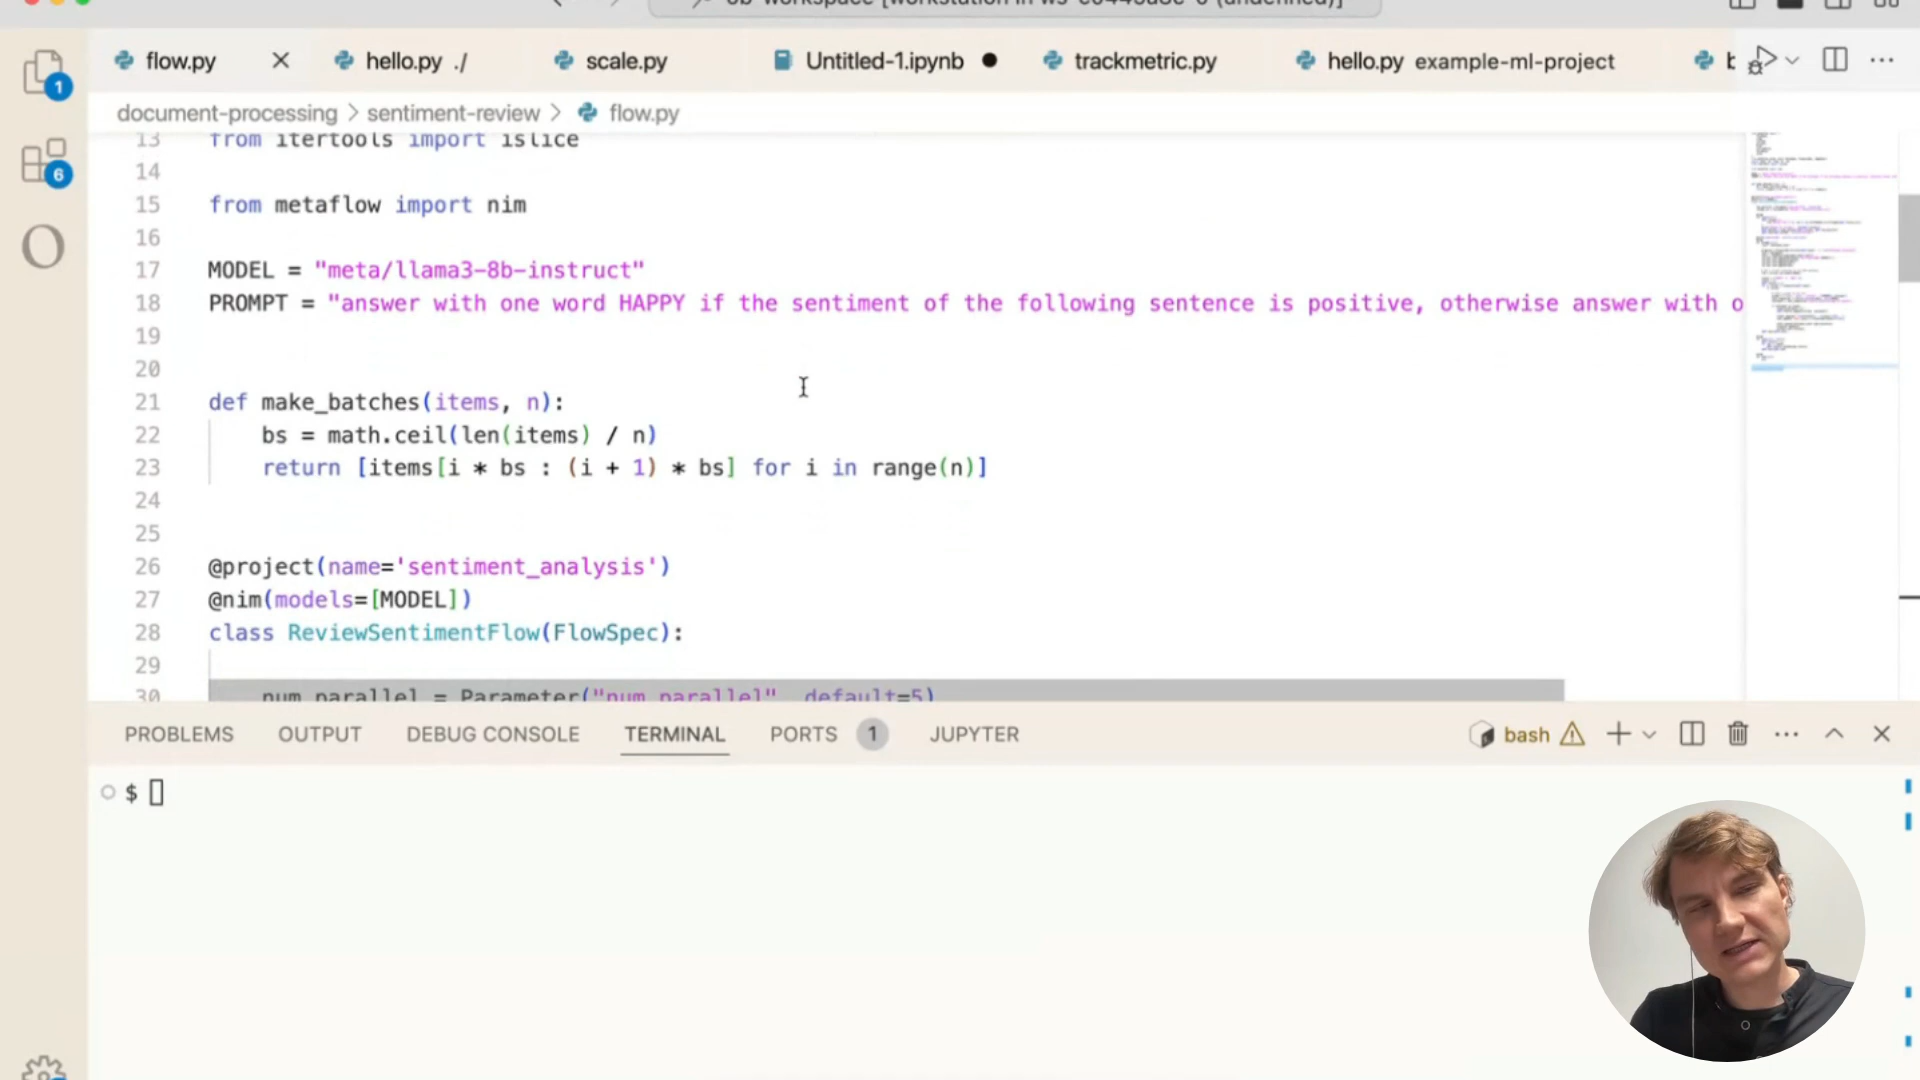 flow.py
hello.py ./
scale.py
Untitled-1.ipynb
trackmetric.py
hello.py example-ml-project
document-processing > sentiment-review > flow.py
13 from itertools import islice
14
15 from metaflow import nim
16
17 MODEL = "meta/llama3-8b-instruct"
18 PROMPT = "answer with one word HAPPY if the sentiment of the following sentence is positive, otherwise answer with o
19
20
21 def make_batches(items, n):
22 bs = math.ceil(len(items) / n)
23 return [items[i * bs : (i + 1) * bs] for i in range(n)]
24
25
26 @project(name='sentiment_analysis')
27 @nim(models=[MODEL])
28 class ReviewSentimentFlow(FlowSpec):
29
30 num_parallel = Parameter("num_parallel", default=5)
PROBLEMS OUTPUT DEBUG CONSOLE TERMINAL PORTS 1 JUPYTER
bash
$
1
6